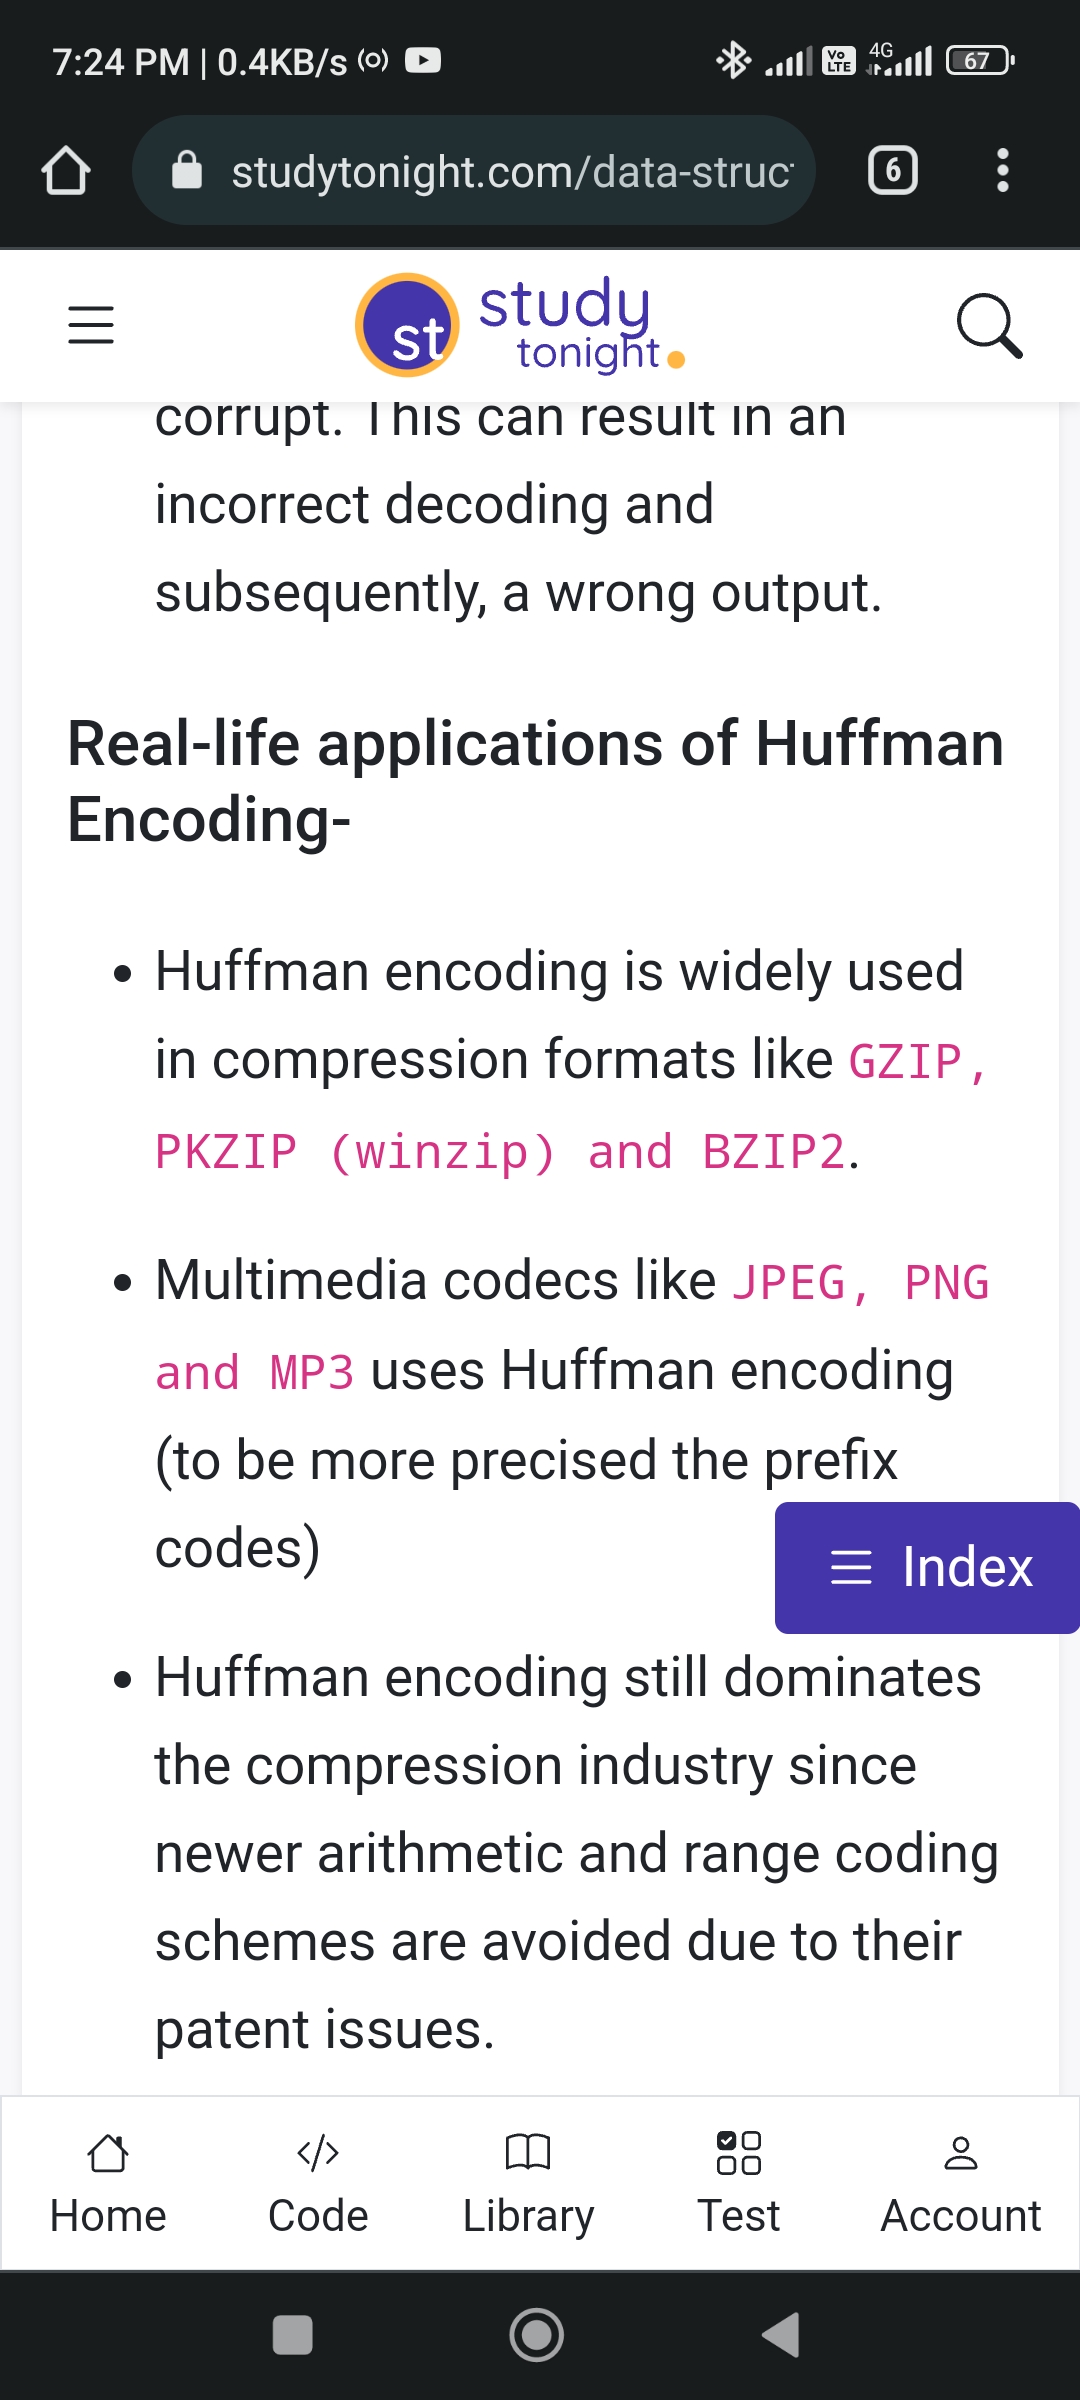 7:24 PM | 0.4KB/s
Vo LTE 4G 67
studytonight.com/data-struc
6
st study
tonight.
corrupt. This can result in an
incorrect decoding and
subsequently, a wrong output.
Real-life applications of Huffman
Encoding-
• Huffman encoding is widely used
in compression formats like GZIP,
PKZIP (winzip) and BZIP2.
• Multimedia codecs like JPEG, PNG
and MP3 uses Huffman encoding
(to be more precised the prefix
codes)
Index
• Huffman encoding still dominates
the compression industry since
newer arithmetic and range coding
schemes are avoided due to their
patent issues.
Home Code Library Test Account